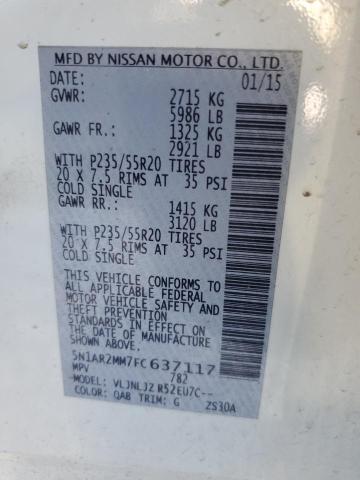 MFD BY NISSAN MOTOR CO., LTD.
DATE: 01/15
GVWR: 2715 KG
5986 LB
GAWR FR.: 1325 KG
2921 LB
WITH P235/55R20 TIRES
20 X 7.5 RIMS AT 35 PSI
COLD SINGLE
GAWR RR.: 1415 KG
3120 LB
WITH P235/55R20 TIRES
20 X 7.5 RIMS AT 35 PSI
COLD SINGLE
THIS VEHICLE CONFORMS TO
ALL APPLICABLE FEDERAL
MOTOR VEHICLE SAFETY AND
THEFT PREVENTION
STANDARDS IN EFFECT ON
THE DATE OF MANUFACTURE
SHOWN ABOVE.
5N1AR2MM7FC637117
MPV 782
MODEL: VLJNLJZ R52EU7C--
COLOR: QAB TRIM: G ZS30A